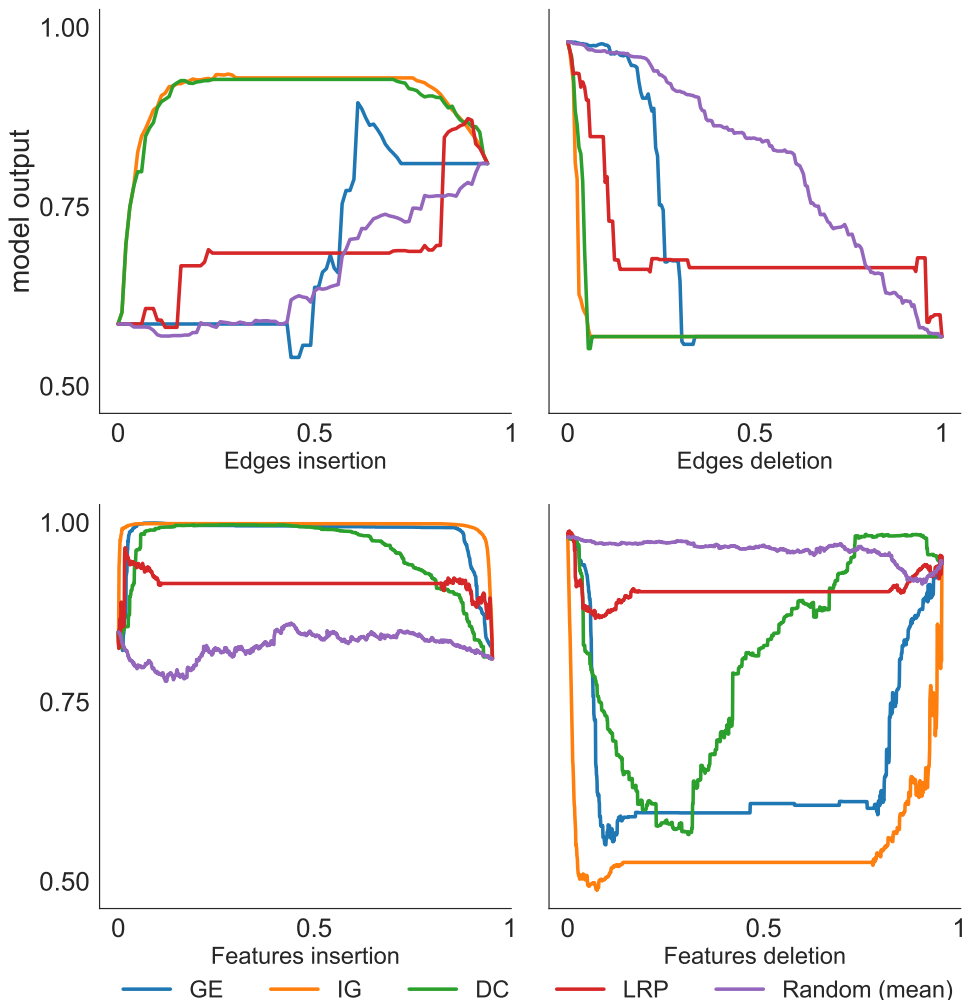 1.00
0.75
0.50
model output
0 0.5 1
Edges insertion
0 0.5 1
Edges deletion
1.00
0.75
0.50
0 0.5 1
Features insertion
0 0.5 1
Features deletion
GE IG DC LRP Random (mean)